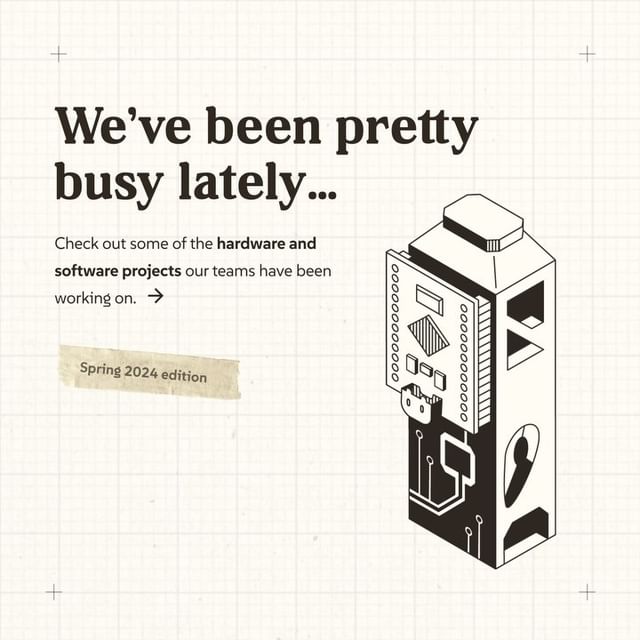 We’ve been pretty
busy lately…
Check out some of the hardware and
software projects our teams have been
working on. →
Spring 2024 edition